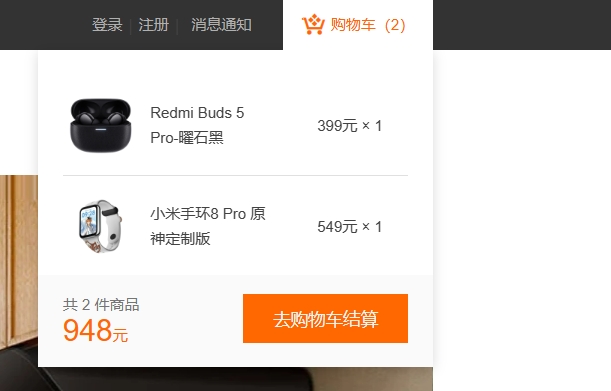 登录 | 注册 | 消息通知 购物车（2）
Redmi Buds 5
Pro-曜石黑
399元 × 1
小米手环8 Pro 原
神定制版
549元 × 1
共 2 件商品
948元
去购物车结算